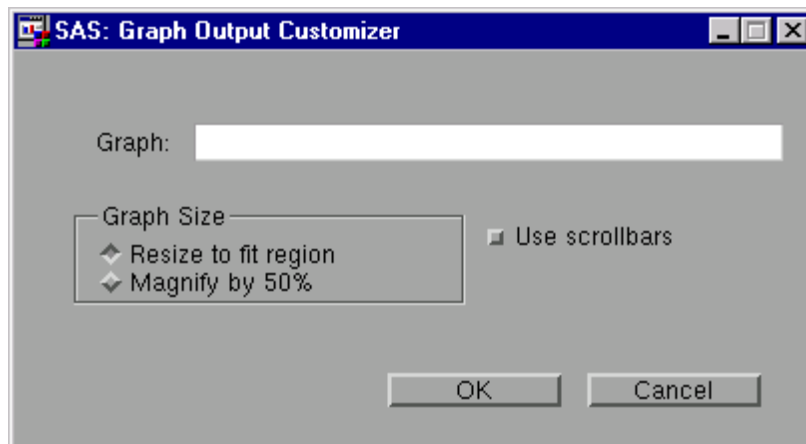 SAS: Graph Output Customizer
Graph:
Graph Size
Resize to fit region
Magnify by 50%
Use scrollbars
OK
Cancel